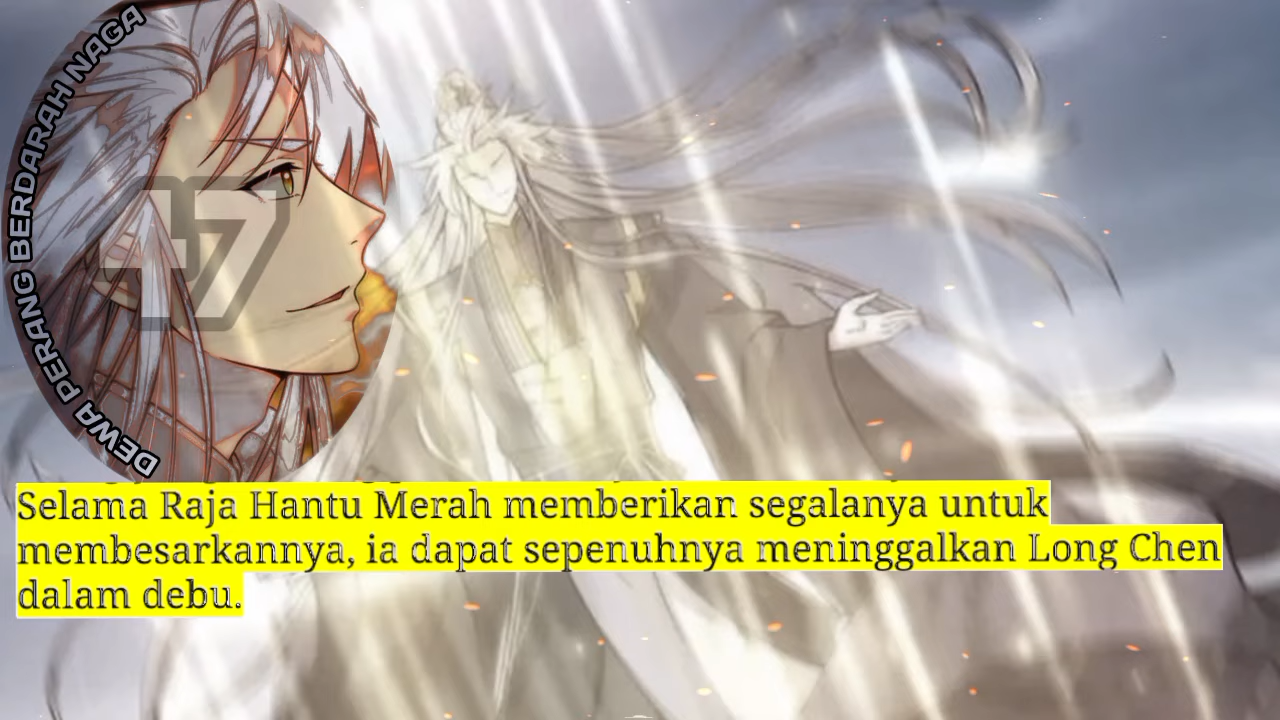 DEWA PERANG BERDARAH NAGA
47
Selama Raja Hantu Merah memberikan segalanya untuk
membesarkannya, ia dapat sepenuhnya meninggalkan Long Chen
dalam debu.